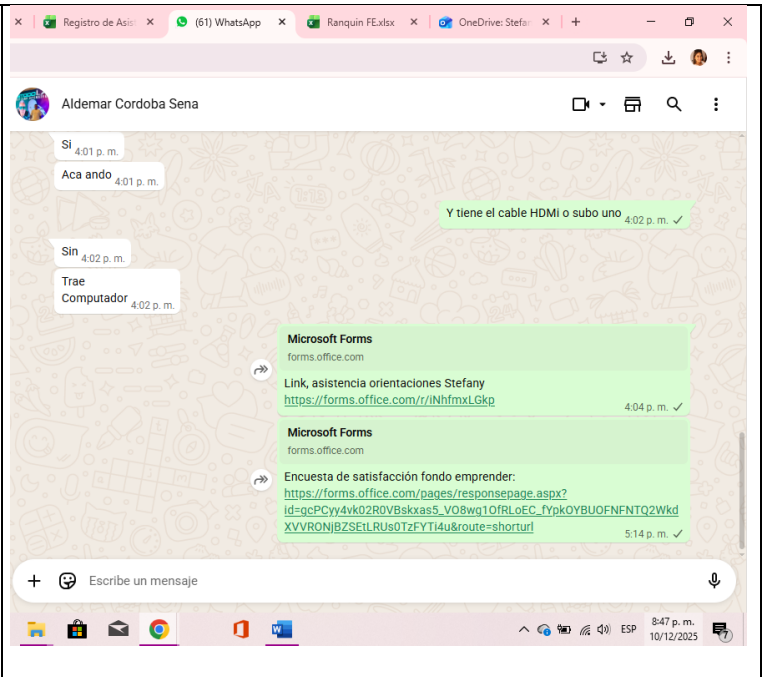 Registro de Asist
(61) WhatsApp
Ranquin FE.xlsx
OneDrive: Stefan
Aldemar Cordoba Sena
Si 4:01 p. m.
Aca ando 4:01 p. m.
Y tiene el cable HDMi o subo uno 4:02 p. m.
Sin 4:02 p. m.
Trae
Computador 4:02 p. m.
Microsoft Forms
forms.office.com
Link, asistencia orientaciones Stefany
https://forms.office.com/r/iNhfmxLGkp
4:04 p. m.
Microsoft Forms
forms.office.com
Encuesta de satisfacción fondo emprender:
https://forms.office.com/pages/responsepage.aspx?
id=gcPCyy4vk02R0VBskxas5_VO8wg1OfRLoEC_fYpkOYBUOFNFNTQ2Wkd
XVVRONjBZSEtLRUs0TzFYTi4u&route=shorturl
5:14 p. m.
Escribe un mensaje
ESP
8:47 p. m.
10/12/2025
7